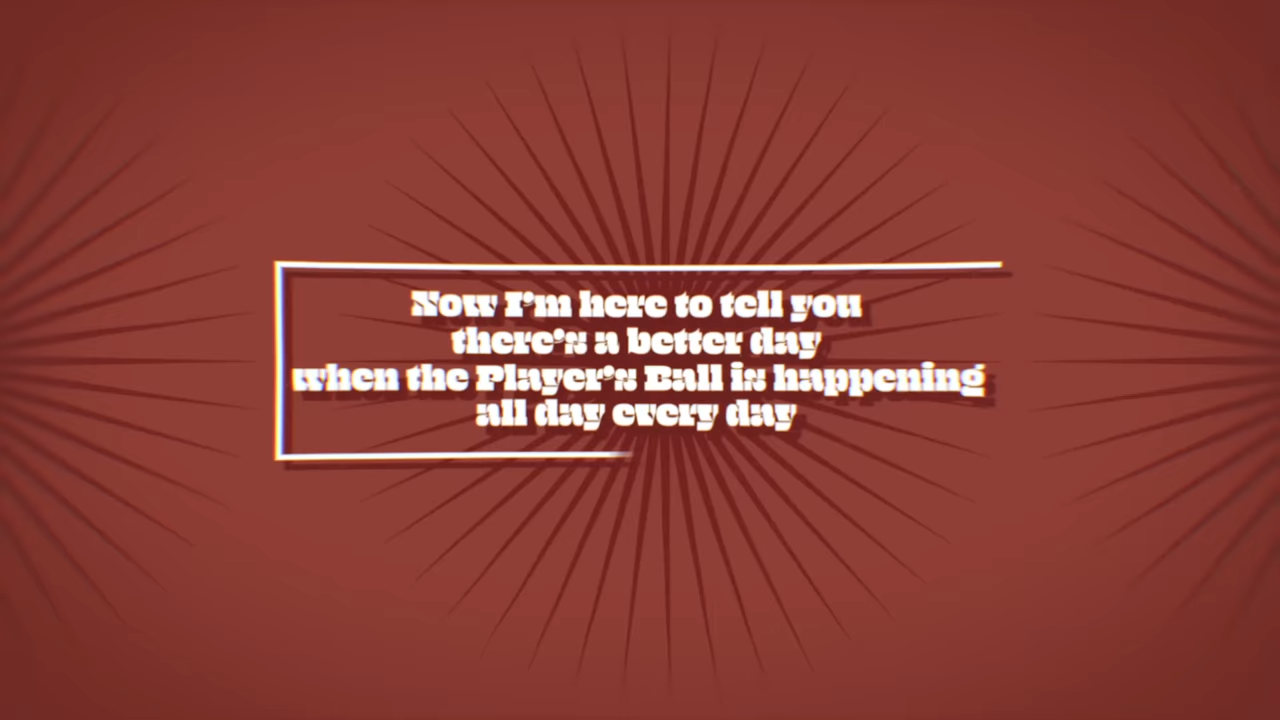 Now I'm here to tell you
there's a better day
when the Player's Ball is happening
all day every day